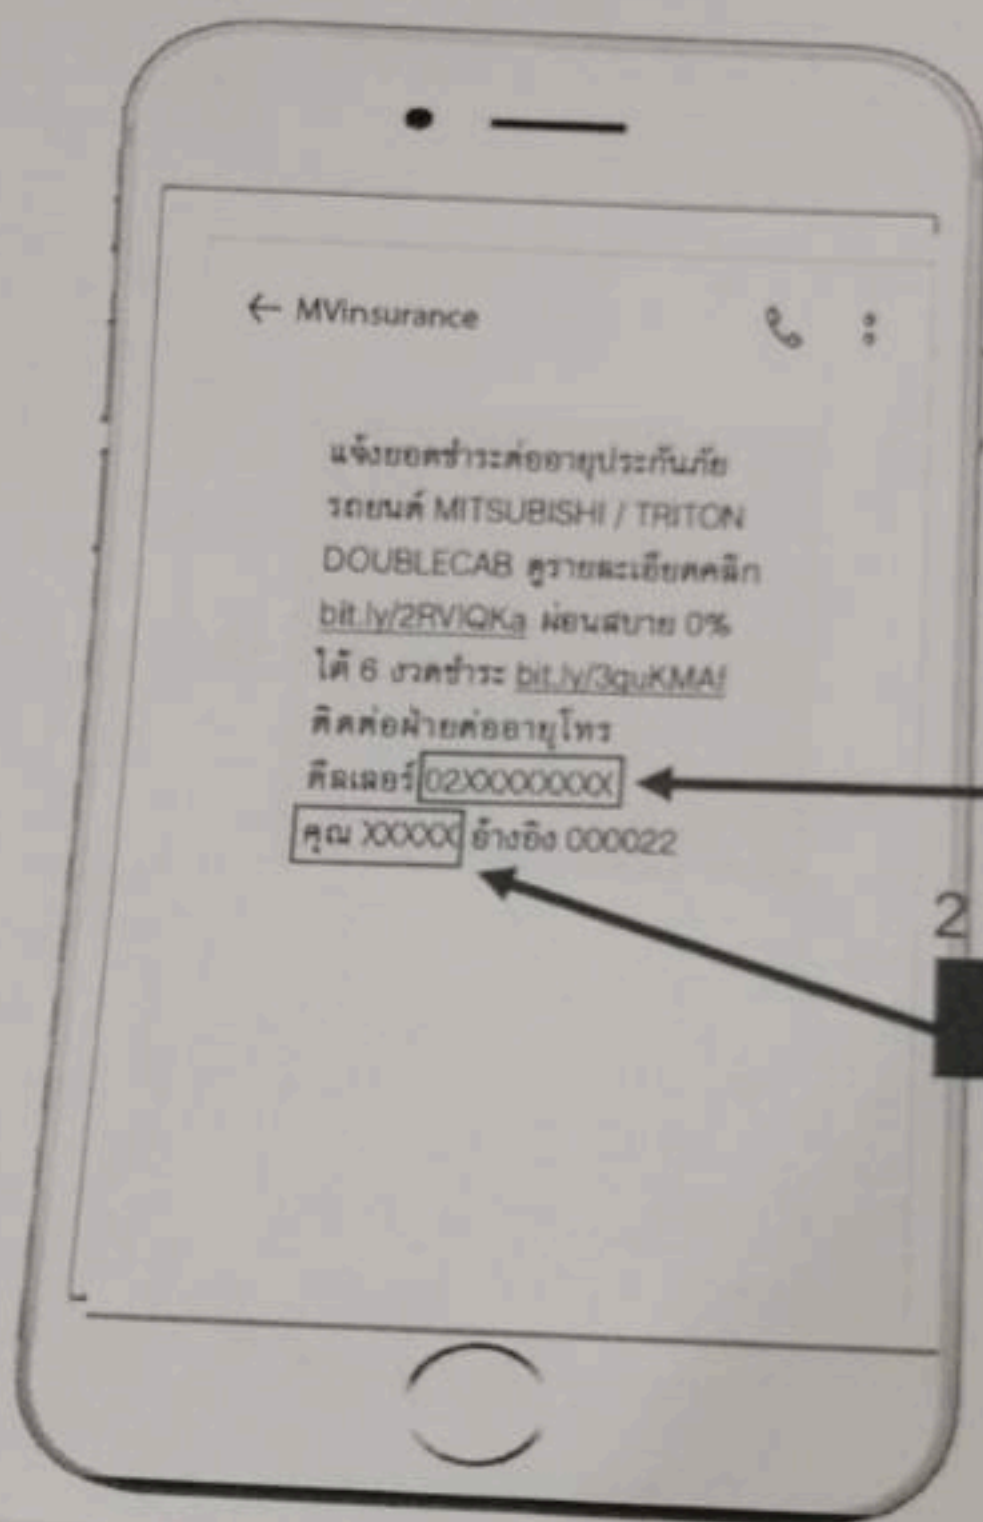 ← MVinsurance
แจ้งยอดชำระต่ออายุประกันภัย
รถยนต์ MITSUBISHI / TRITON
DOUBLECAB ดูรายละเอียดคลิก
bit.ly/2RVIQKa ผ่อนสบาย 0%
ได้ 6 งวดชำระ bit.ly/3guKMAf
ติดต่อฝ่ายต่ออายุโทร
ดีลเลอร์ 02XXXXXXXX
คุณ XXXXXX อ้างอิง 000022
2